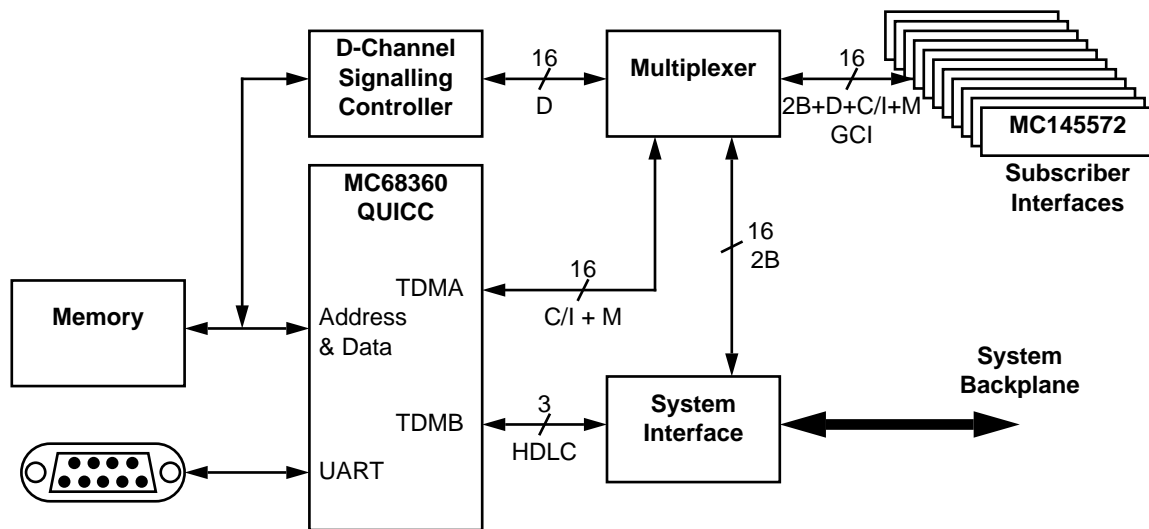 D-Channel
Signalling
Controller
16
D
Multiplexer
16
2B+D+C/I+M
GCI
MC145572
Subscriber
Interfaces
MC68360
QUICC
16
2B
TDMA
16
C/I + M
Memory
Address
& Data
TDMB
3
HDLC
System
Interface
System
Backplane
UART